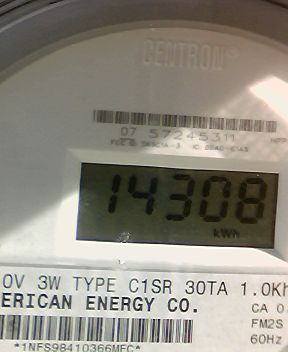 CENTRON®
07 57245311
14308
kWh
0V 3W TYPE C1SR 30TA 1.0Kh
ERICAN ENERGY CO.
CA 0.
FM2S
60Hz
*1NFS98410366MFC*